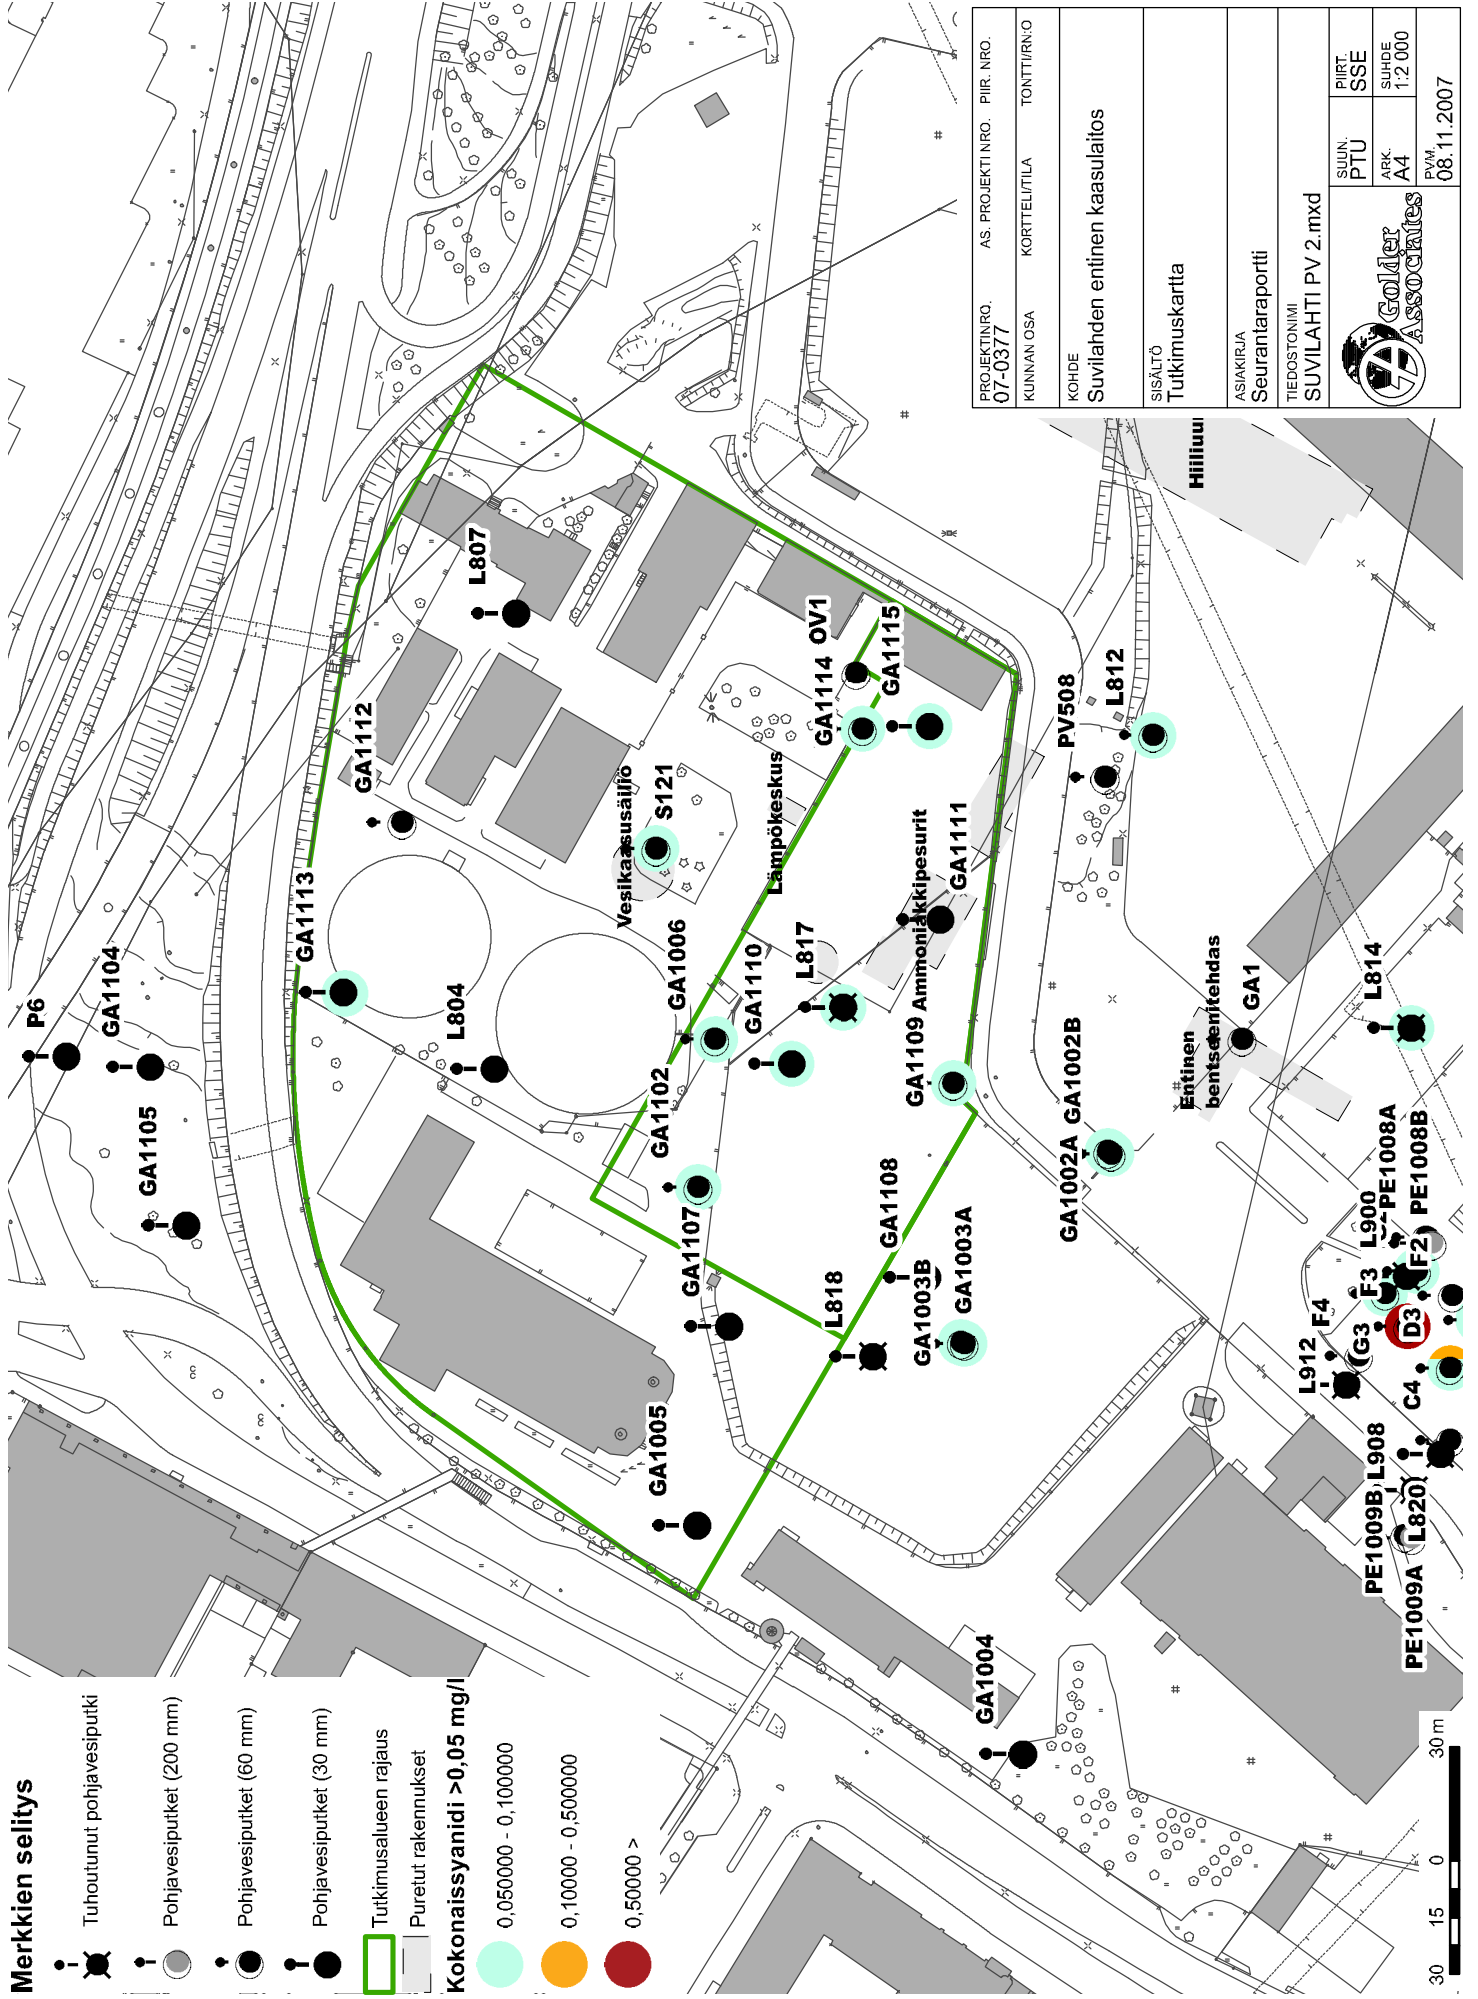 Merkkien selitys
Tuhoutunut pohjavesiputki
Pohjavesiputket (200 mm)
Pohjavesiputket (60 mm)
Pohjavesiputket (30 mm)
Tutkimusalueen rajaus
Puretut rakennukset
Kokonaissyanidi >0,05 mg/l
0,050000 - 0,100000
0,10000 - 0,500000
0,50000 >
P6
GA1104
GA1105
GA1113
GA1112
L807
L804
Vesikaasusäiliö
S121
GA1006
GA1110
GA1102
GA1107
GA1005
Lämpökeskus
L817
OV1
GA1114
GA1115
Ammoniakkipesurit
GA1111
GA1109
GA1108
L818
GA1003B
GA1003A
GA1004
PV508
L812
GA1002B
GA1002A
Entinen
bentseenitehdas
GA1
L814
Hiiliuu
PE1008A
PE1008B
L900
F2
F3
F4
G3
D3
L912
C4
L908
L820
PE1009B
PE1009A
30
15
0
30 m
PROJEKTINRO.
07-0377
AS. PROJEKTI NRO.
PIIR. NRO.
KUNNAN OSA
KORTTELI/TILA
TONTTI/RN:O
KOHDE
Suvilahden entinen kaasulaitos
SISÄLTÖ
Tutkimuskartta
ASIAKIRJA
Seurantaraportti
TIEDOSTONIMI
SUVILAHTI PV 2.mxd
Golder
Associates
SUUN.
PTU
PIIRT.
SSE
ARK.
A4
SUHDE
1:2 000
PVM.
08.11.2007